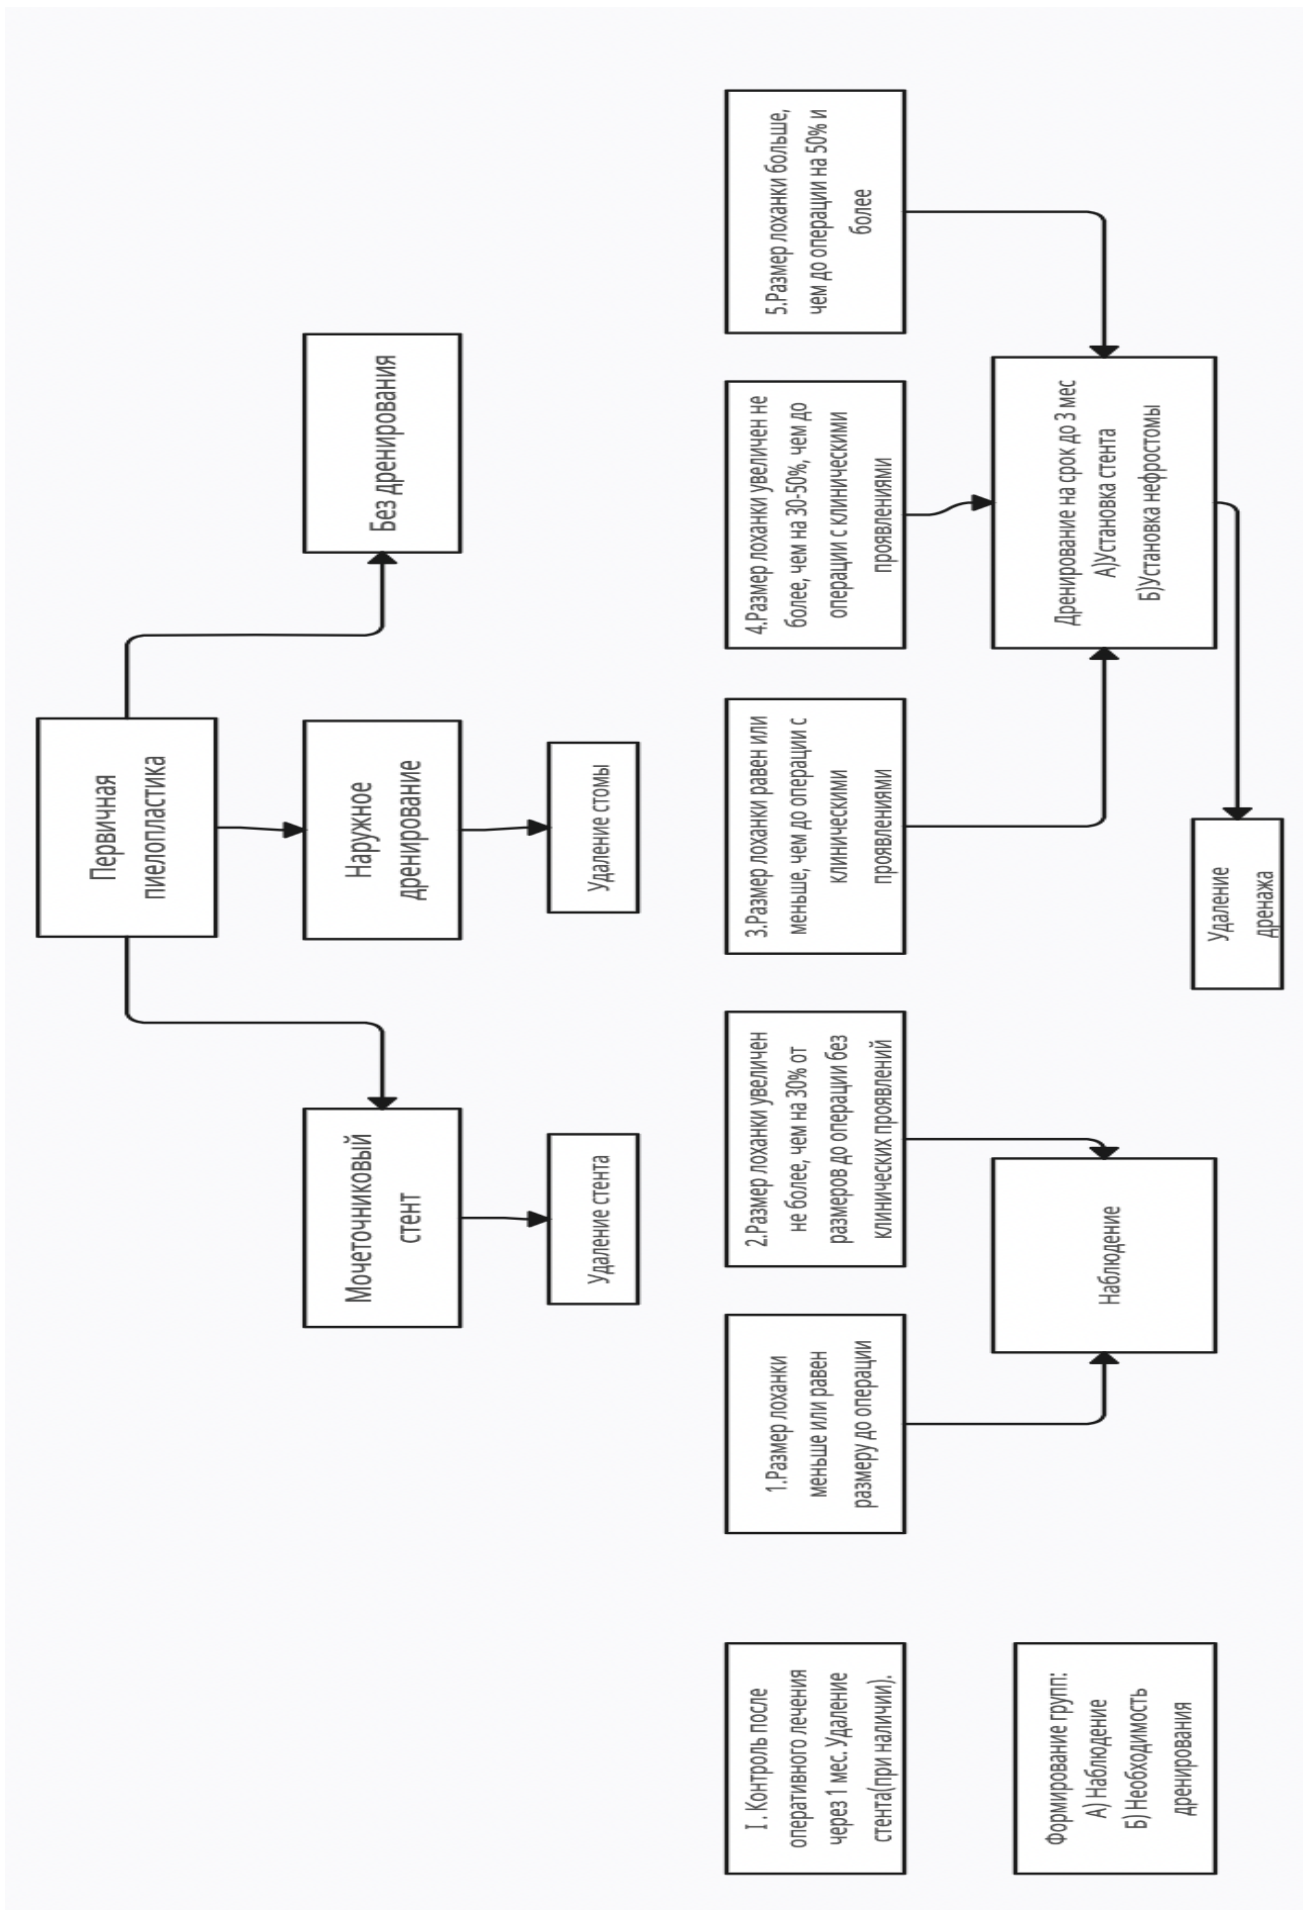 Первичная
пиелопластика
Мочеточниковый
стент
Наружное
дренирование
Без дренирования
Удаление стента
Удаление стомы
I. Контроль после
оперативного лечения
через 1 мес. Удаление
стента(при наличии).
1.Размер лоханки
меньше или равен
размеру до операции
2.Размер лоханки увеличен
не более, чем на 30% от
размеров до операции без
клинических проявлений
3.Размер лоханки равен или
меньше, чем до операции с
клиническими
проявлениями
4.Размер лоханки увеличен не
более, чем на 30-50%, чем до
операции с клиническими
проявлениями
5.Размер лоханки больше,
чем до операции на 50% и
более
Формирование групп:
А) Наблюдение
Б) Необходимость
дренирования
Наблюдение
Дренирование на срок до 3 мес
А)Установка стента
Б)Установка нефростомы
Удаление
дренажа